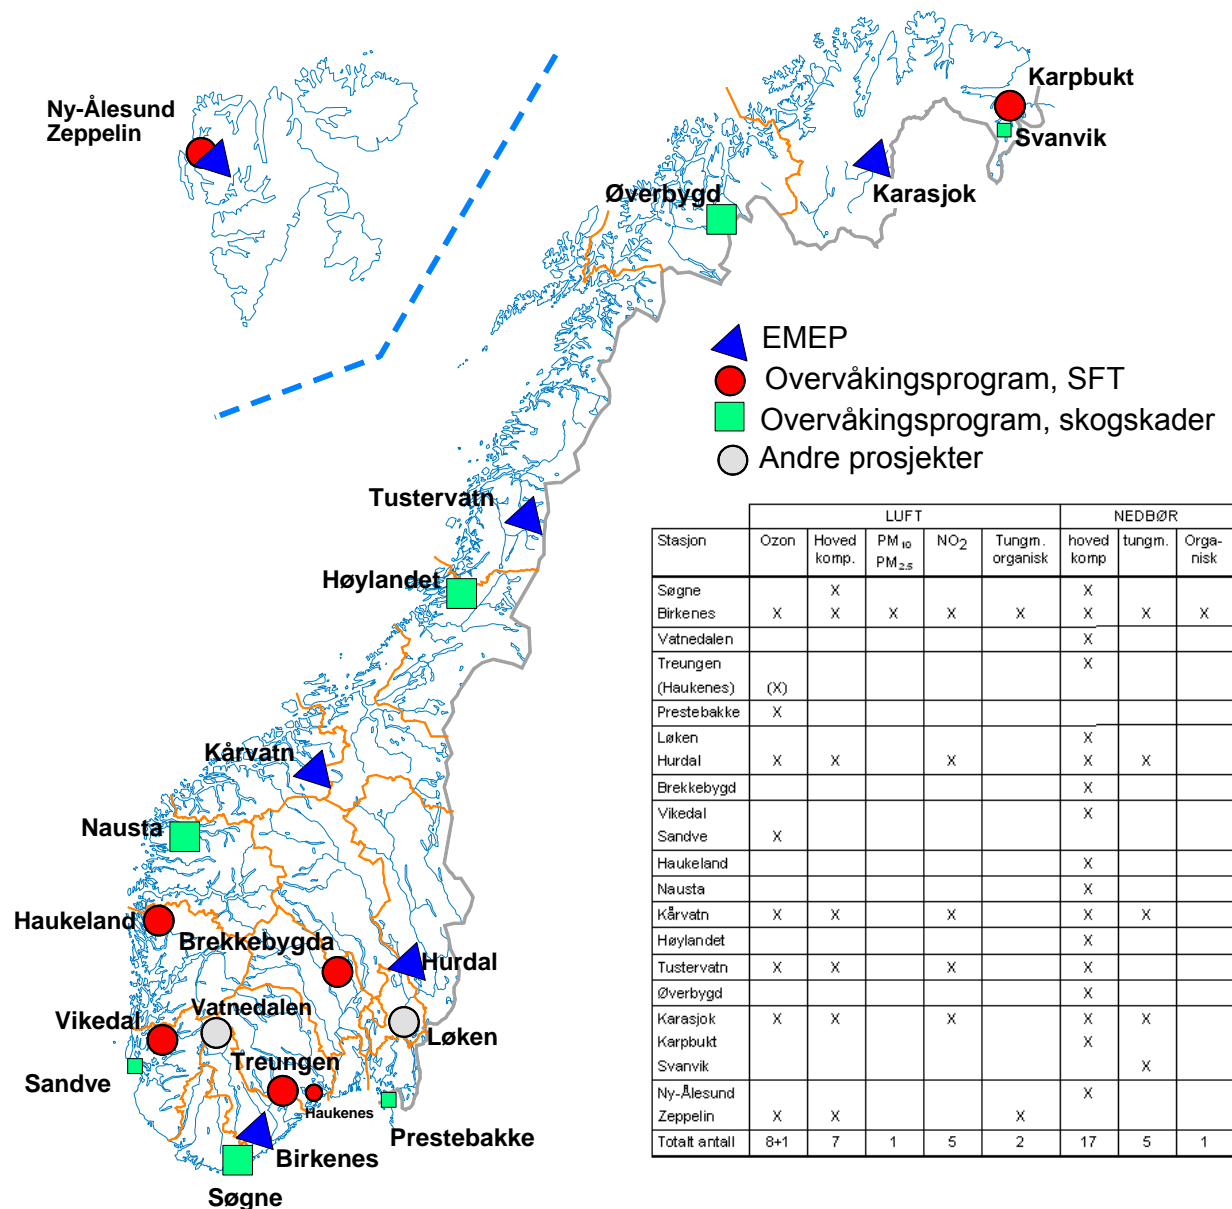 Ny-Ålesund
Zeppelin
Karpbukt
Svanvik
Karasjok
Øverbygd
EMEP
Overvåkingsprogram, SFT
Overvåkingsprogram, skogskader
Andre prosjekter
Tustervatn
Høylandet
Kårvatn
Nausta
Haukeland
Brekkebygda
Hurdal
Vatnedalen
Vikedal
Løken
Treungen
Sandve
Haukenes
Prestebakke
Birkenes
Søgne
LUFT NEDBØR
Stasjon Ozon Hoved komp. PM10 PM2.5 NO2 Tungm. organisk hoved komp tungm. Orga-nisk
Søgne X X
Birkenes X X X X X X X X
Vatnedalen X
Treungen X
(Haukenes) (X)
Prestebakke X
Løken X
Hurdal X X X X X
Brekkebygd X
Vikedal X
Sandve X
Haukeland X
Nausta X
Kårvatn X X X X X
Høylandet X
Tustervatn X X X X
Øverbygd X
Karasjok X X X X X
Karpbukt X
Svanvik X
Ny-Ålesund X
Zeppelin X X X
Totalt antall 8+1 7 1 5 2 17 5 1